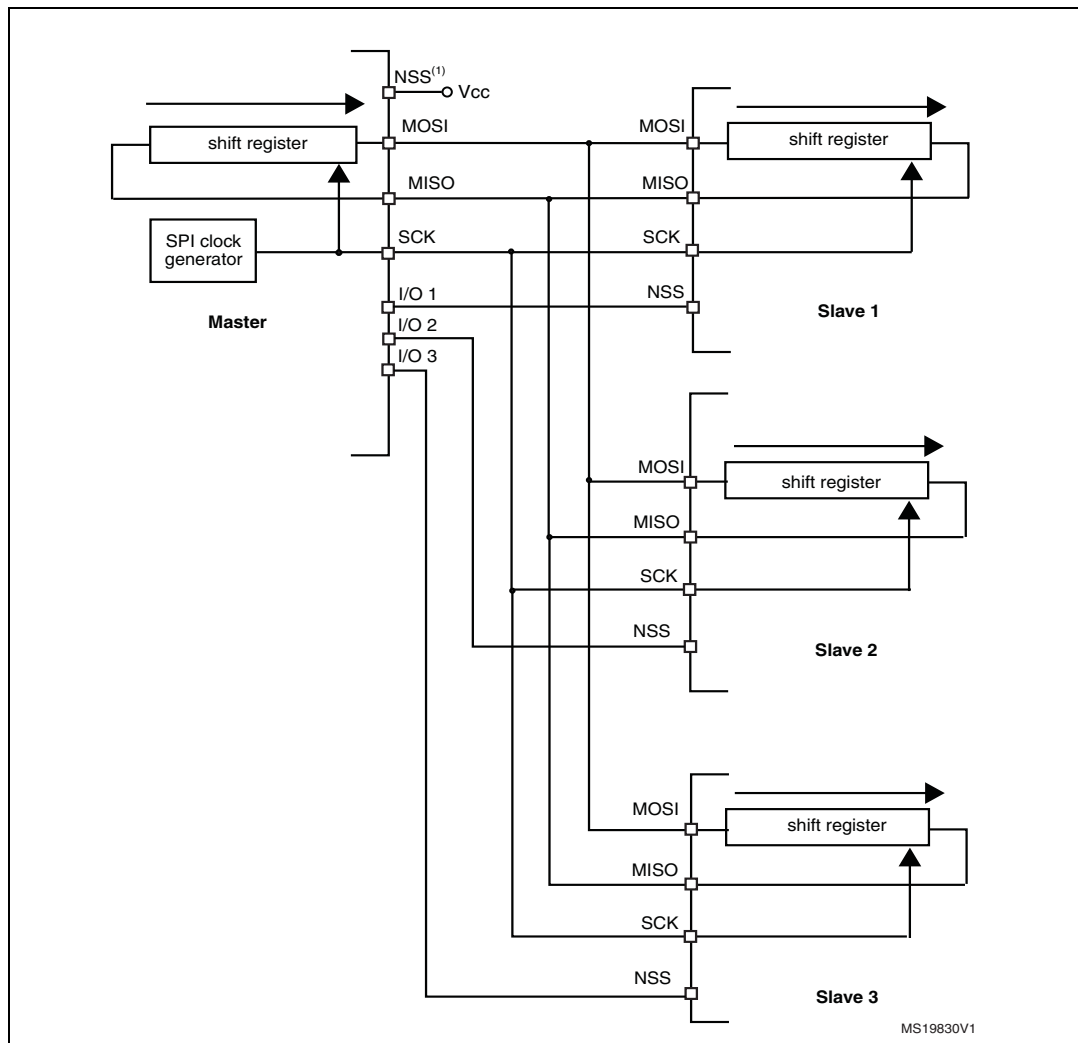 NSS(1)
Vcc
MOSI
MOSI
shift register
shift register
MISO
MISO
SCK
SCK
SPI clock
generator
I/O 1
NSS
Master
Slave 1
I/O 2
I/O 3
MOSI
shift register
MISO
SCK
NSS
Slave 2
MOSI
shift register
MISO
SCK
NSS
Slave 3
MS19830V1